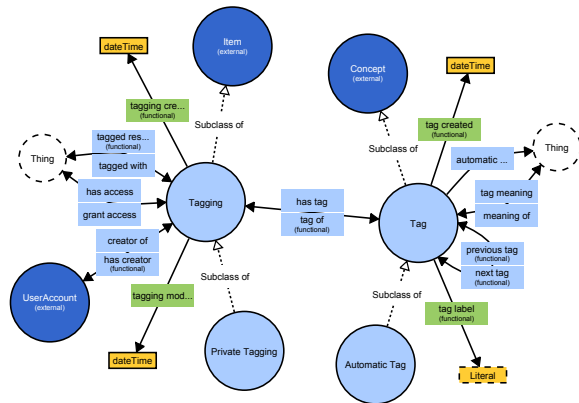 Item
(external)
dateTime
Concept
(external)
dateTime
tagging cre...
(functional)
tag created
(functional)
Subclass of
Subclass of
Thing
tagged res...
(functional)
tagged with
automatic ...
Thing
has access
grant access
Tagging
has tag
tag of
(functional)
Tag
tag meaning
meaning of
creator of
has creator
(functional)
previous tag
(functional)
next tag
(functional)
UserAccount
(external)
tagging mod...
Subclass of
Subclass of
tag label
(functional)
dateTime
Private Tagging
Automatic Tag
Literal